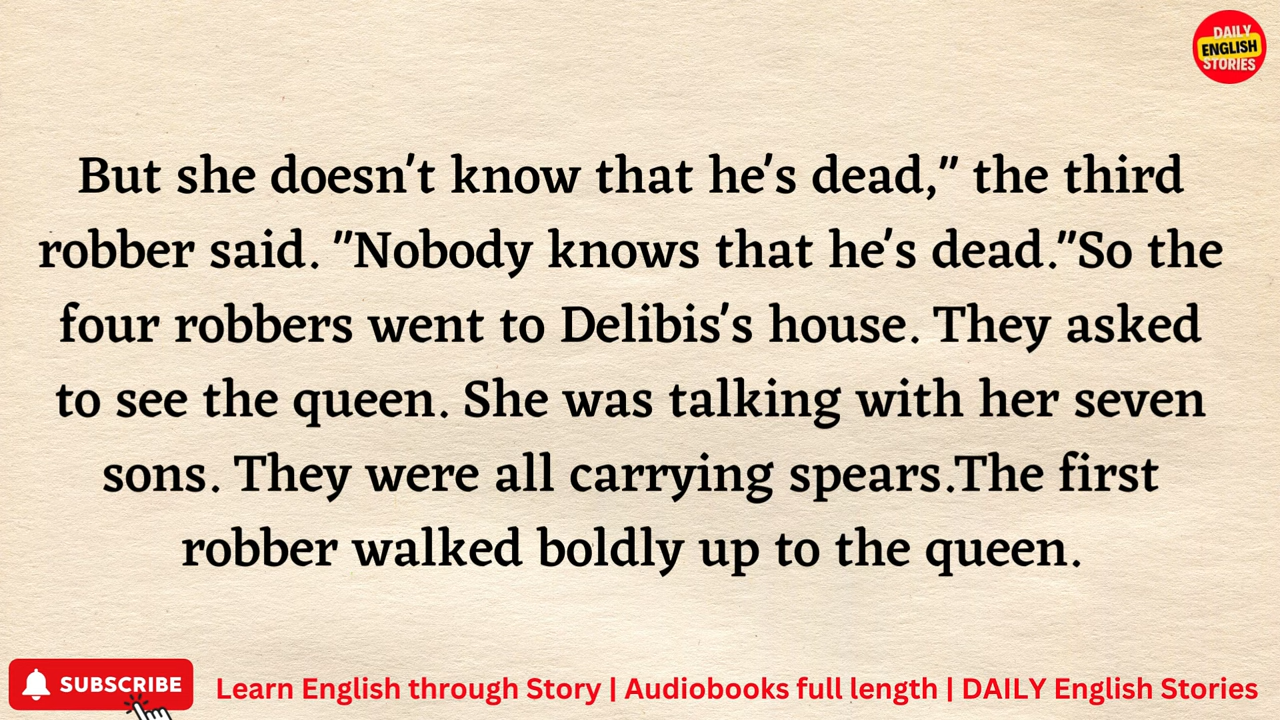 DAILY
ENGLISH
STORIES
But she doesn't know that he's dead," the third
robber said. "Nobody knows that he's dead."So the
four robbers went to Delibis's house. They asked
to see the queen. She was talking with her seven
sons. They were all carrying spears.The first
robber walked boldly up to the queen.
SUBSCRIBE
Learn English through Story | Audiobooks full length | DAILY English Stories